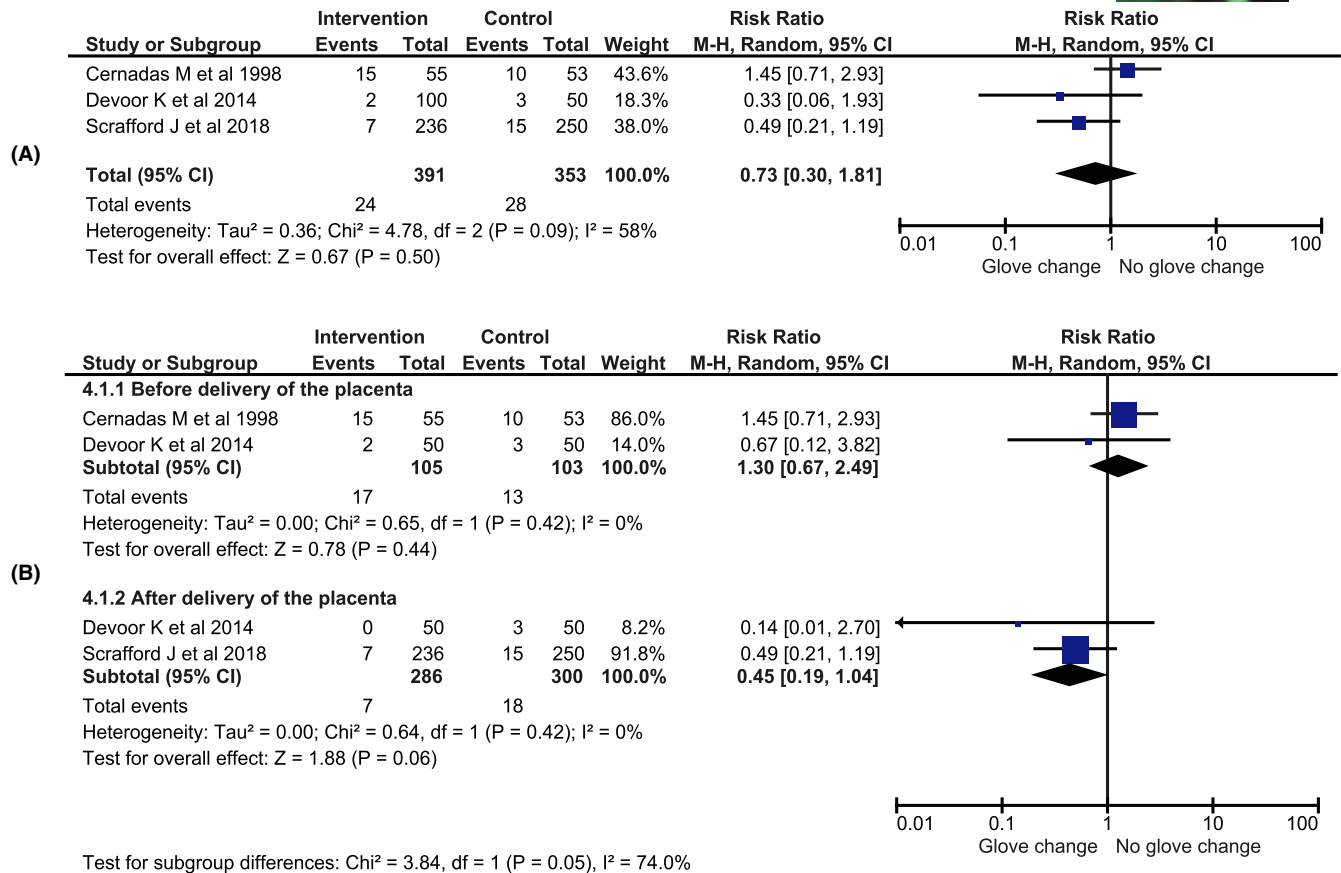 Intervention Control Risk Ratio Risk Ratio
Study or Subgroup Events Total Events Total Weight M-H, Random, 95% CI M-H, Random, 95% CI
Cernadas M et al 1998 15 55 10 53 43.6% 1.45 [0.71, 2.93]
Devoor K et al 2014 2 100 3 50 18.3% 0.33 [0.06, 1.93]
Scrafford J et al 2018 7 236 15 250 38.0% 0.49 [0.21, 1.19]
(A)
Total (95% CI) 391 353 100.0% 0.73 [0.30, 1.81]
Total events 24 28
Heterogeneity: Tau² = 0.36; Chi² = 4.78, df = 2 (P = 0.09); I² = 58%
Test for overall effect: Z = 0.67 (P = 0.50)
0.01 0.1 1 10 100
Glove change No glove change
Intervention Control Risk Ratio Risk Ratio
Study or Subgroup Events Total Events Total Weight M-H, Random, 95% CI M-H, Random, 95% CI
4.1.1 Before delivery of the placenta
Cernadas M et al 1998 15 55 10 53 86.0% 1.45 [0.71, 2.93]
Devoor K et al 2014 2 50 3 50 14.0% 0.67 [0.12, 3.82]
Subtotal (95% CI) 105 103 100.0% 1.30 [0.67, 2.49]
Total events 17 13
Heterogeneity: Tau² = 0.00; Chi² = 0.65, df = 1 (P = 0.42); I² = 0%
Test for overall effect: Z = 0.78 (P = 0.44)
(B)
4.1.2 After delivery of the placenta
Devoor K et al 2014 0 50 3 50 8.2% 0.14 [0.01, 2.70]
Scrafford J et al 2018 7 236 15 250 91.8% 0.49 [0.21, 1.19]
Subtotal (95% CI) 286 300 100.0% 0.45 [0.19, 1.04]
Total events 7 18
Heterogeneity: Tau² = 0.00; Chi² = 0.64, df = 1 (P = 0.42); I² = 0%
Test for overall effect: Z = 1.88 (P = 0.06)
0.01 0.1 1 10 100
Glove change No glove change
Test for subgroup differences: Chi² = 3.84, df = 1 (P = 0.05), I² = 74.0%